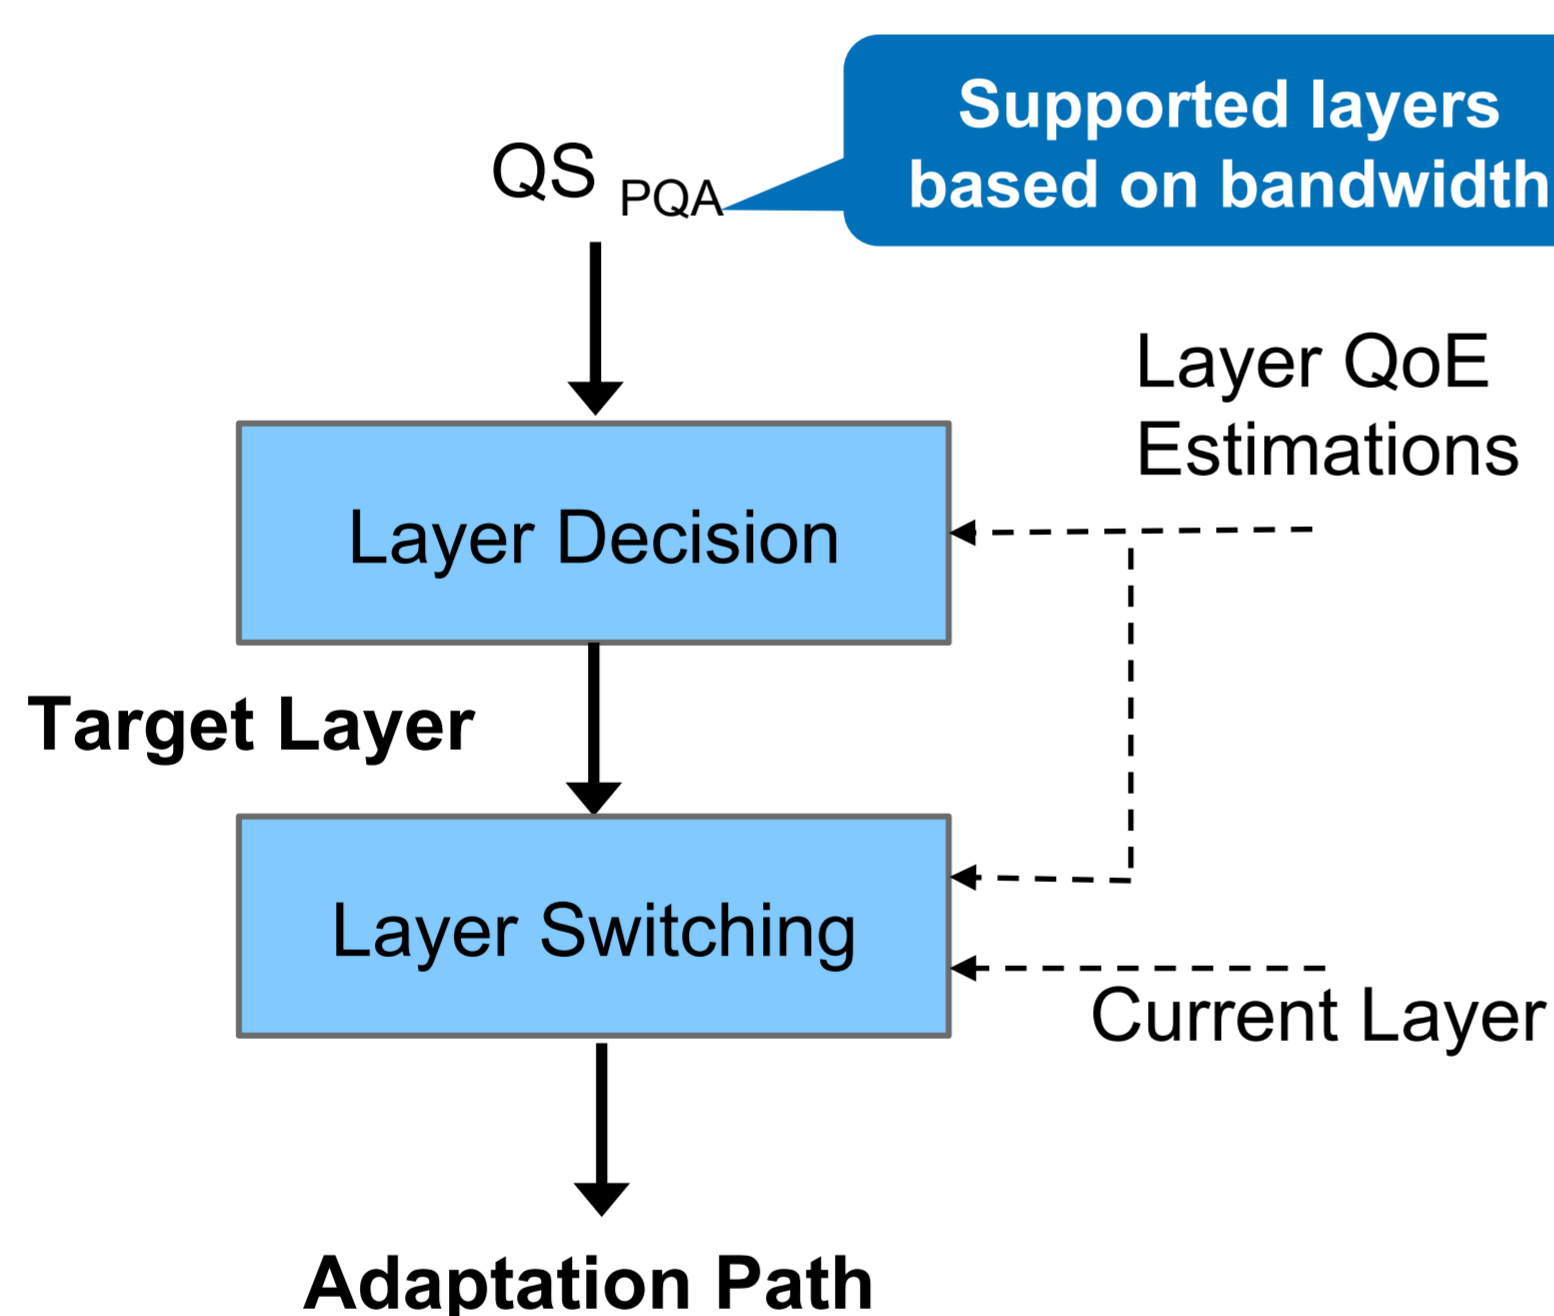 Supported layers
based on bandwidth
QS PQA
Layer QoE
Estimations
Layer Decision
Target Layer
Layer Switching
Current Layer
Adaptation Path